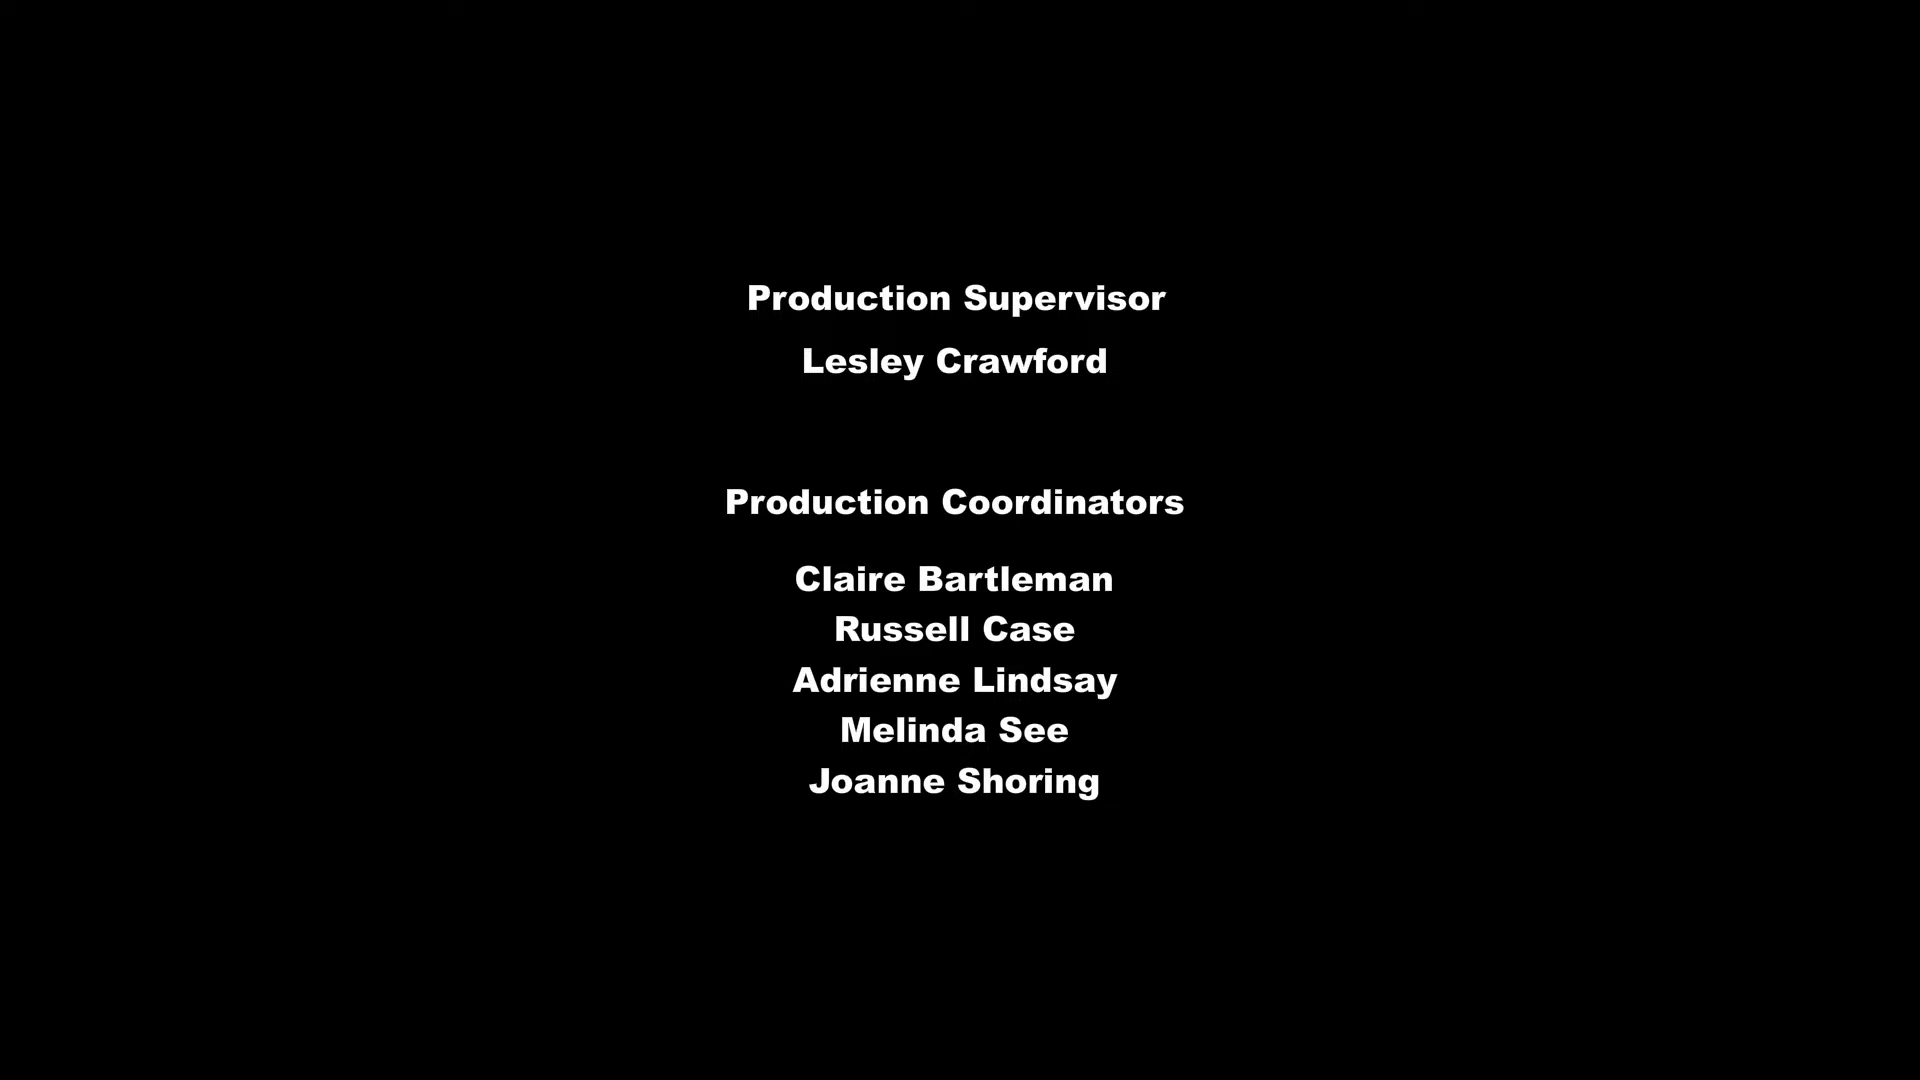 Production Supervisor
Lesley Crawford
Production Coordinators
Claire Bartleman
Russell Case
Adrienne Lindsay
Melinda See
Joanne Shoring